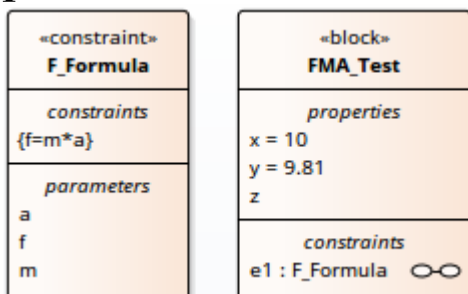 «constraint»
F_Formula
constraints
{f=m*a}
parameters
a
f
m
«block»
FMA_Test
properties
x = 10
y = 9.81
z
constraints
e1 : F_Formula